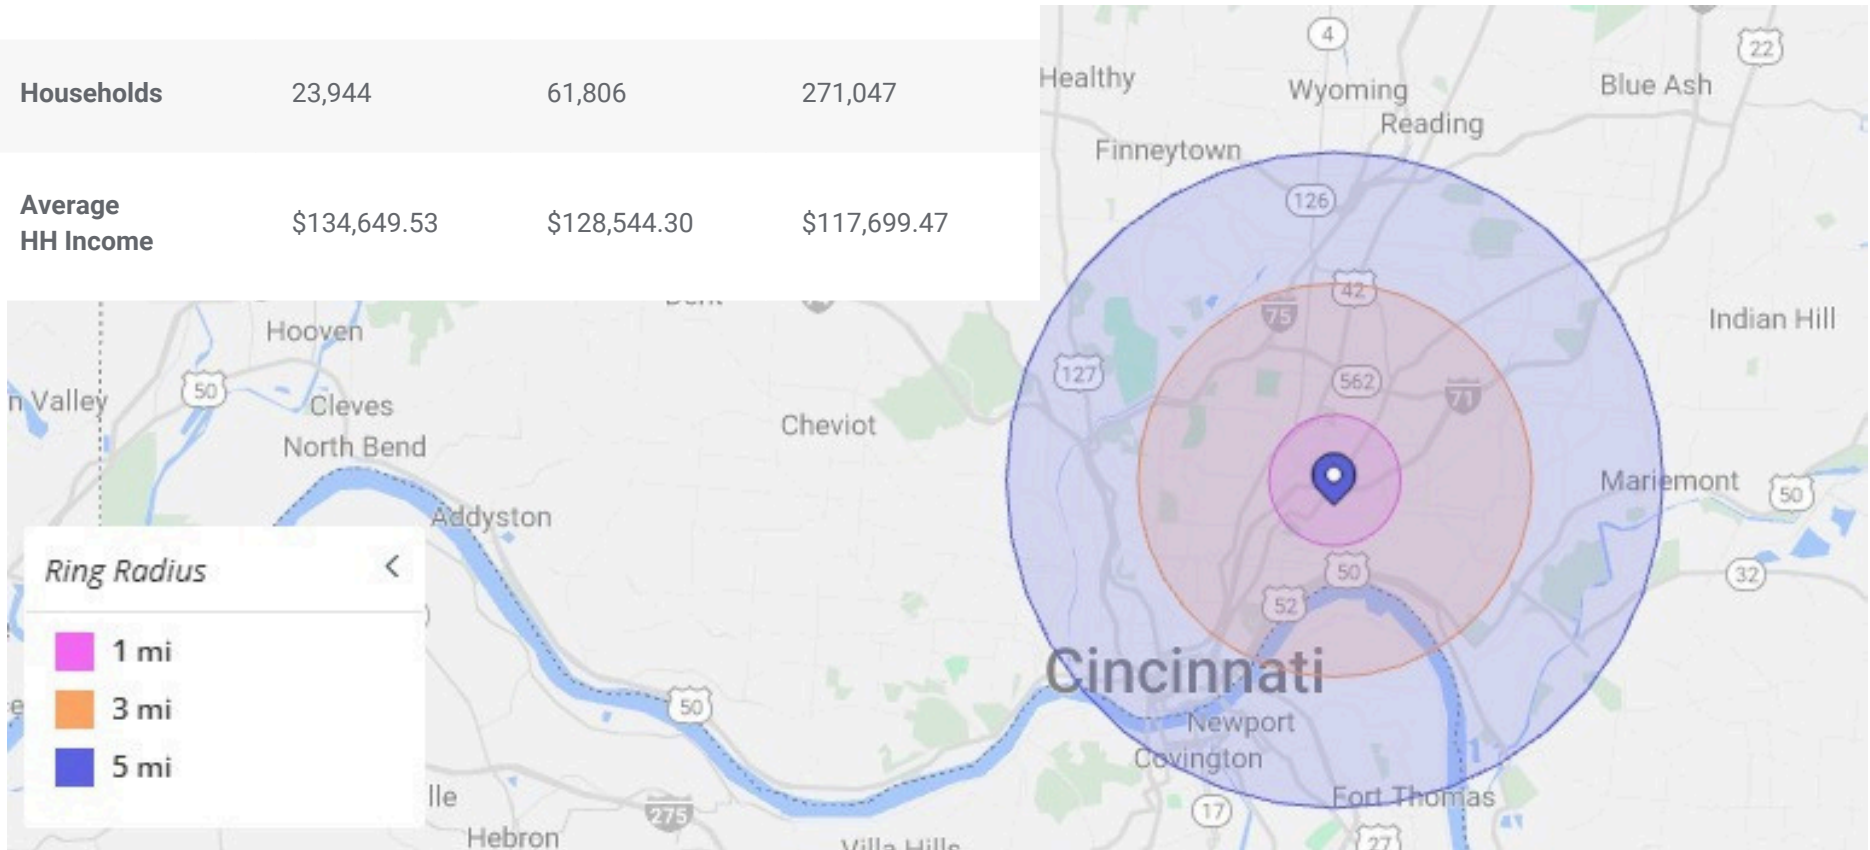 Households 23,944 61,806 271,047
Average
HH Income $134,649.53 $128,544.30 $117,699.47
4
22
Healthy
Wyoming
Blue Ash
Reading
Finneytown
126
42
75
Indian Hill
Hooven
127
562
71
50
n Valley
Cleves
Cheviot
North Bend
Mariemont
50
Addyston
50
32
52
Ring Radius <
1 mi
3 mi
5 mi
Cincinnati
50
Newport
Covington
lle
Fort Thomas
275
17
Hebron
Villa Hills
27